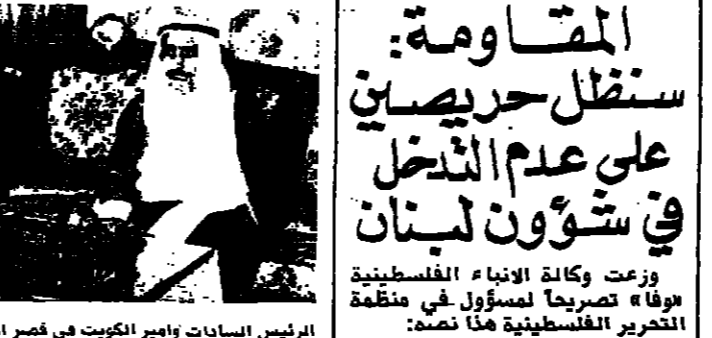 المقاومة:
سنظل حريصين
على عدم التدخل
في شؤون لبنان
وزعت وكالة الانباء الفلسطينية
«وفا» تصريحاً لمسؤول في منظمة
التحرير الفلسطينية هذا نصه:
الرئيس السادات وامير الكويت في قصر